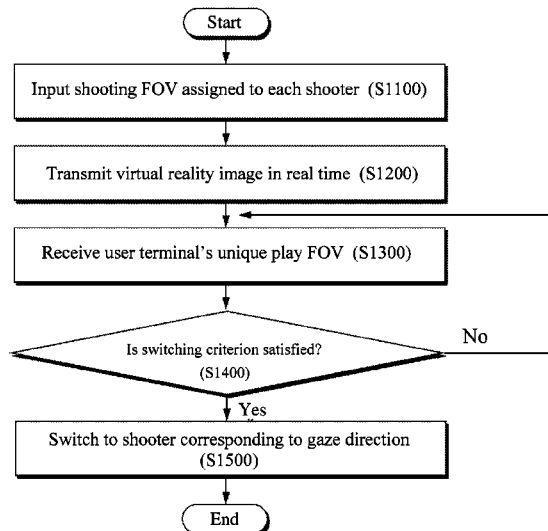 Start
Input shooting FOV assigned to each shooter (S1100)
Transmit virtual reality image in real time (S1200)
Receive user terminal's unique play FOV (S1300)
Is switching criterion satisfied?
(S1400)
No
Yes
Switch to shooter corresponding to gaze direction
(S1500)
End